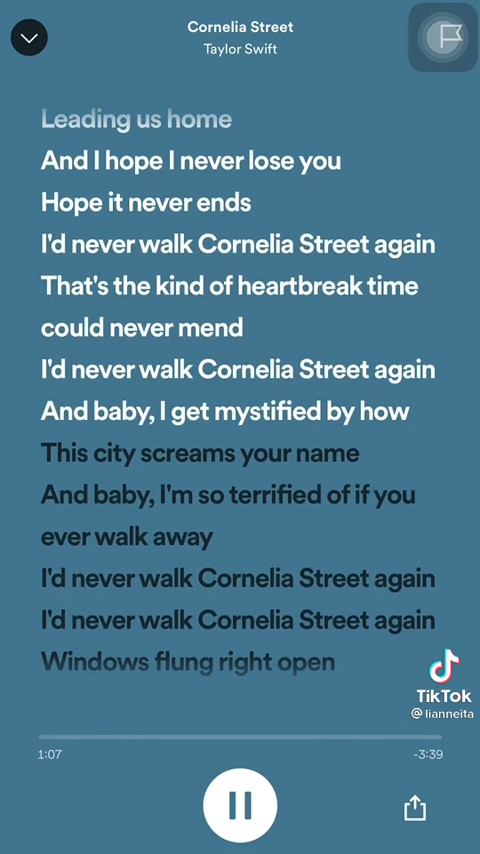 Cornelia Street
Taylor Swift
Leading us home
And I hope I never lose you
Hope it never ends
I'd never walk Cornelia Street again
That's the kind of heartbreak time
could never mend
I'd never walk Cornelia Street again
And baby, I get mystified by how
This city screams your name
And baby, I'm so terrified of if you
ever walk away
I'd never walk Cornelia Street again
I'd never walk Cornelia Street again
Windows flung right open
TikTok
@lianneita
1:07
-3:39